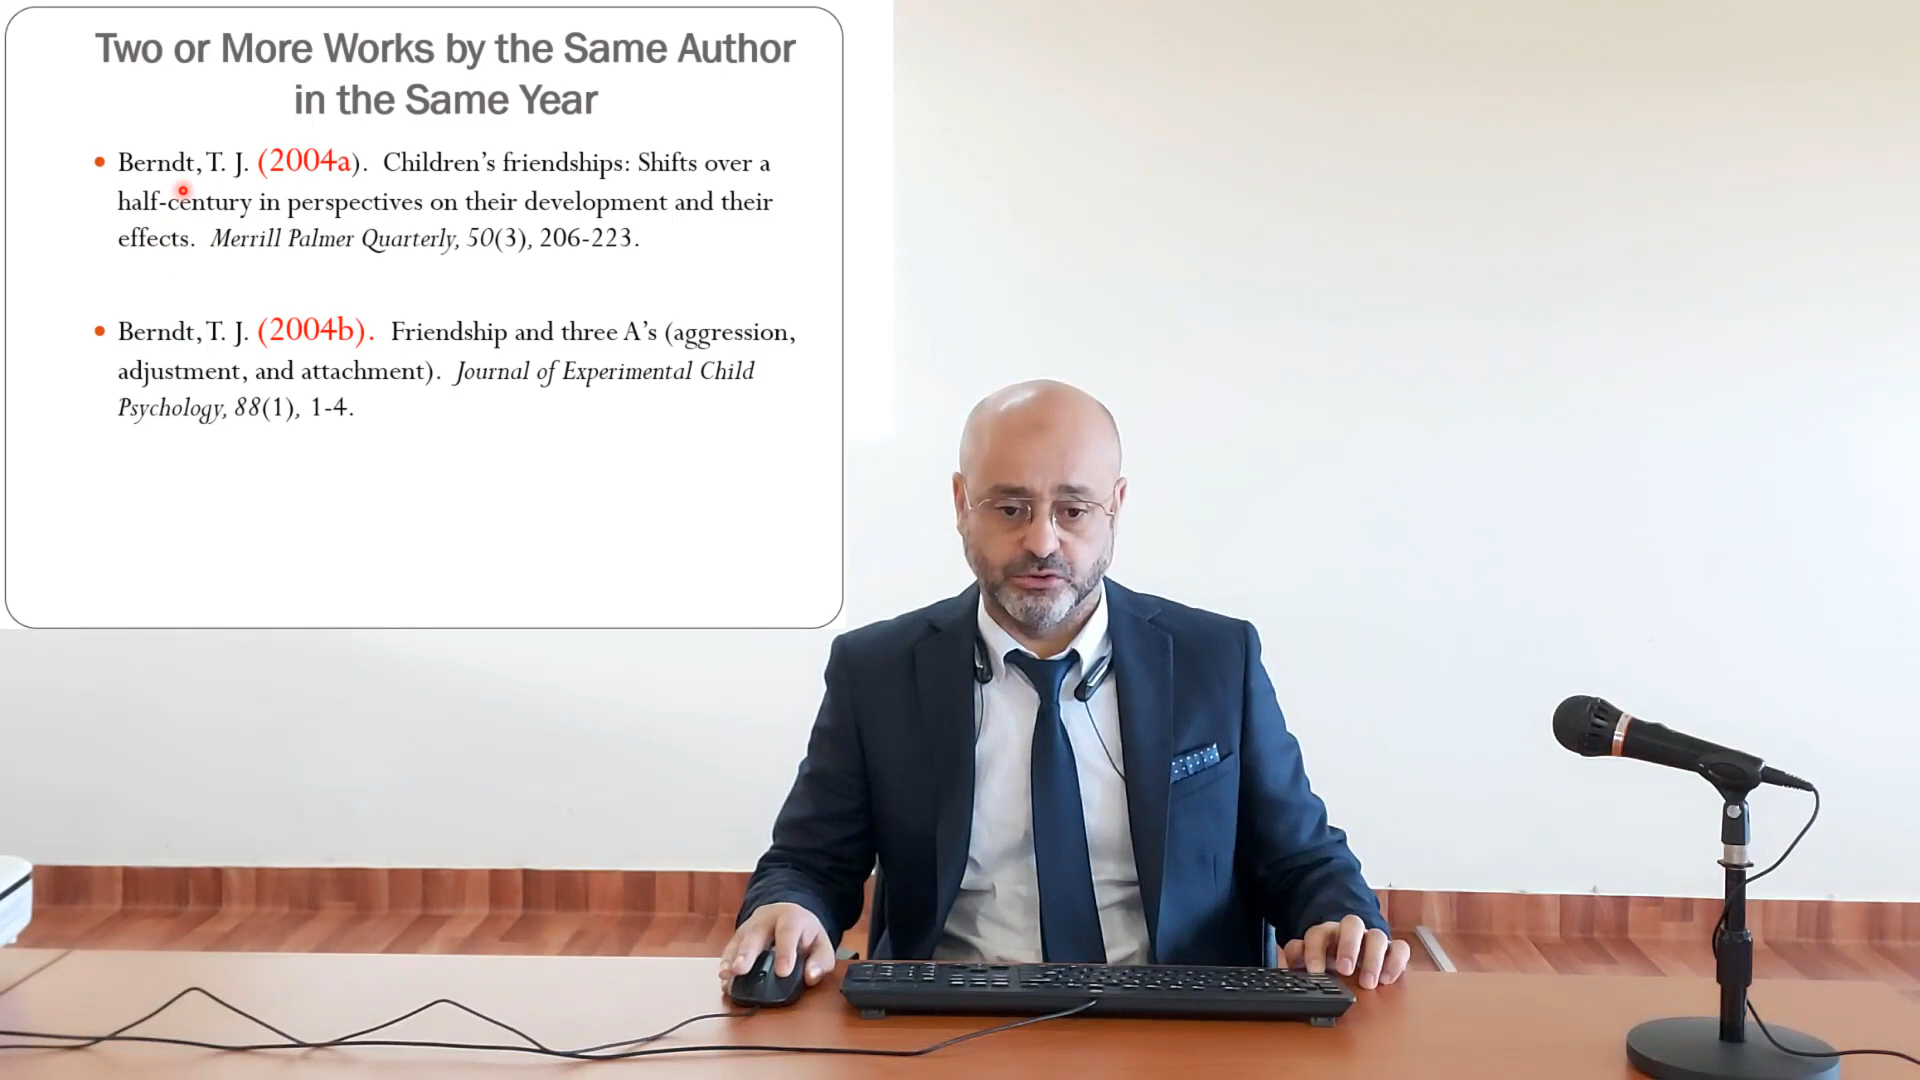 Two or More Works by the Same Author
in the Same Year
• Berndt, T. J. (2004a). Children’s friendships: Shifts over a
half-century in perspectives on their development and their
effects. Merrill Palmer Quarterly, 50(3), 206-223.
• Berndt, T. J. (2004b). Friendship and three A’s (aggression,
adjustment, and attachment). Journal of Experimental Child
Psychology, 88(1), 1-4.